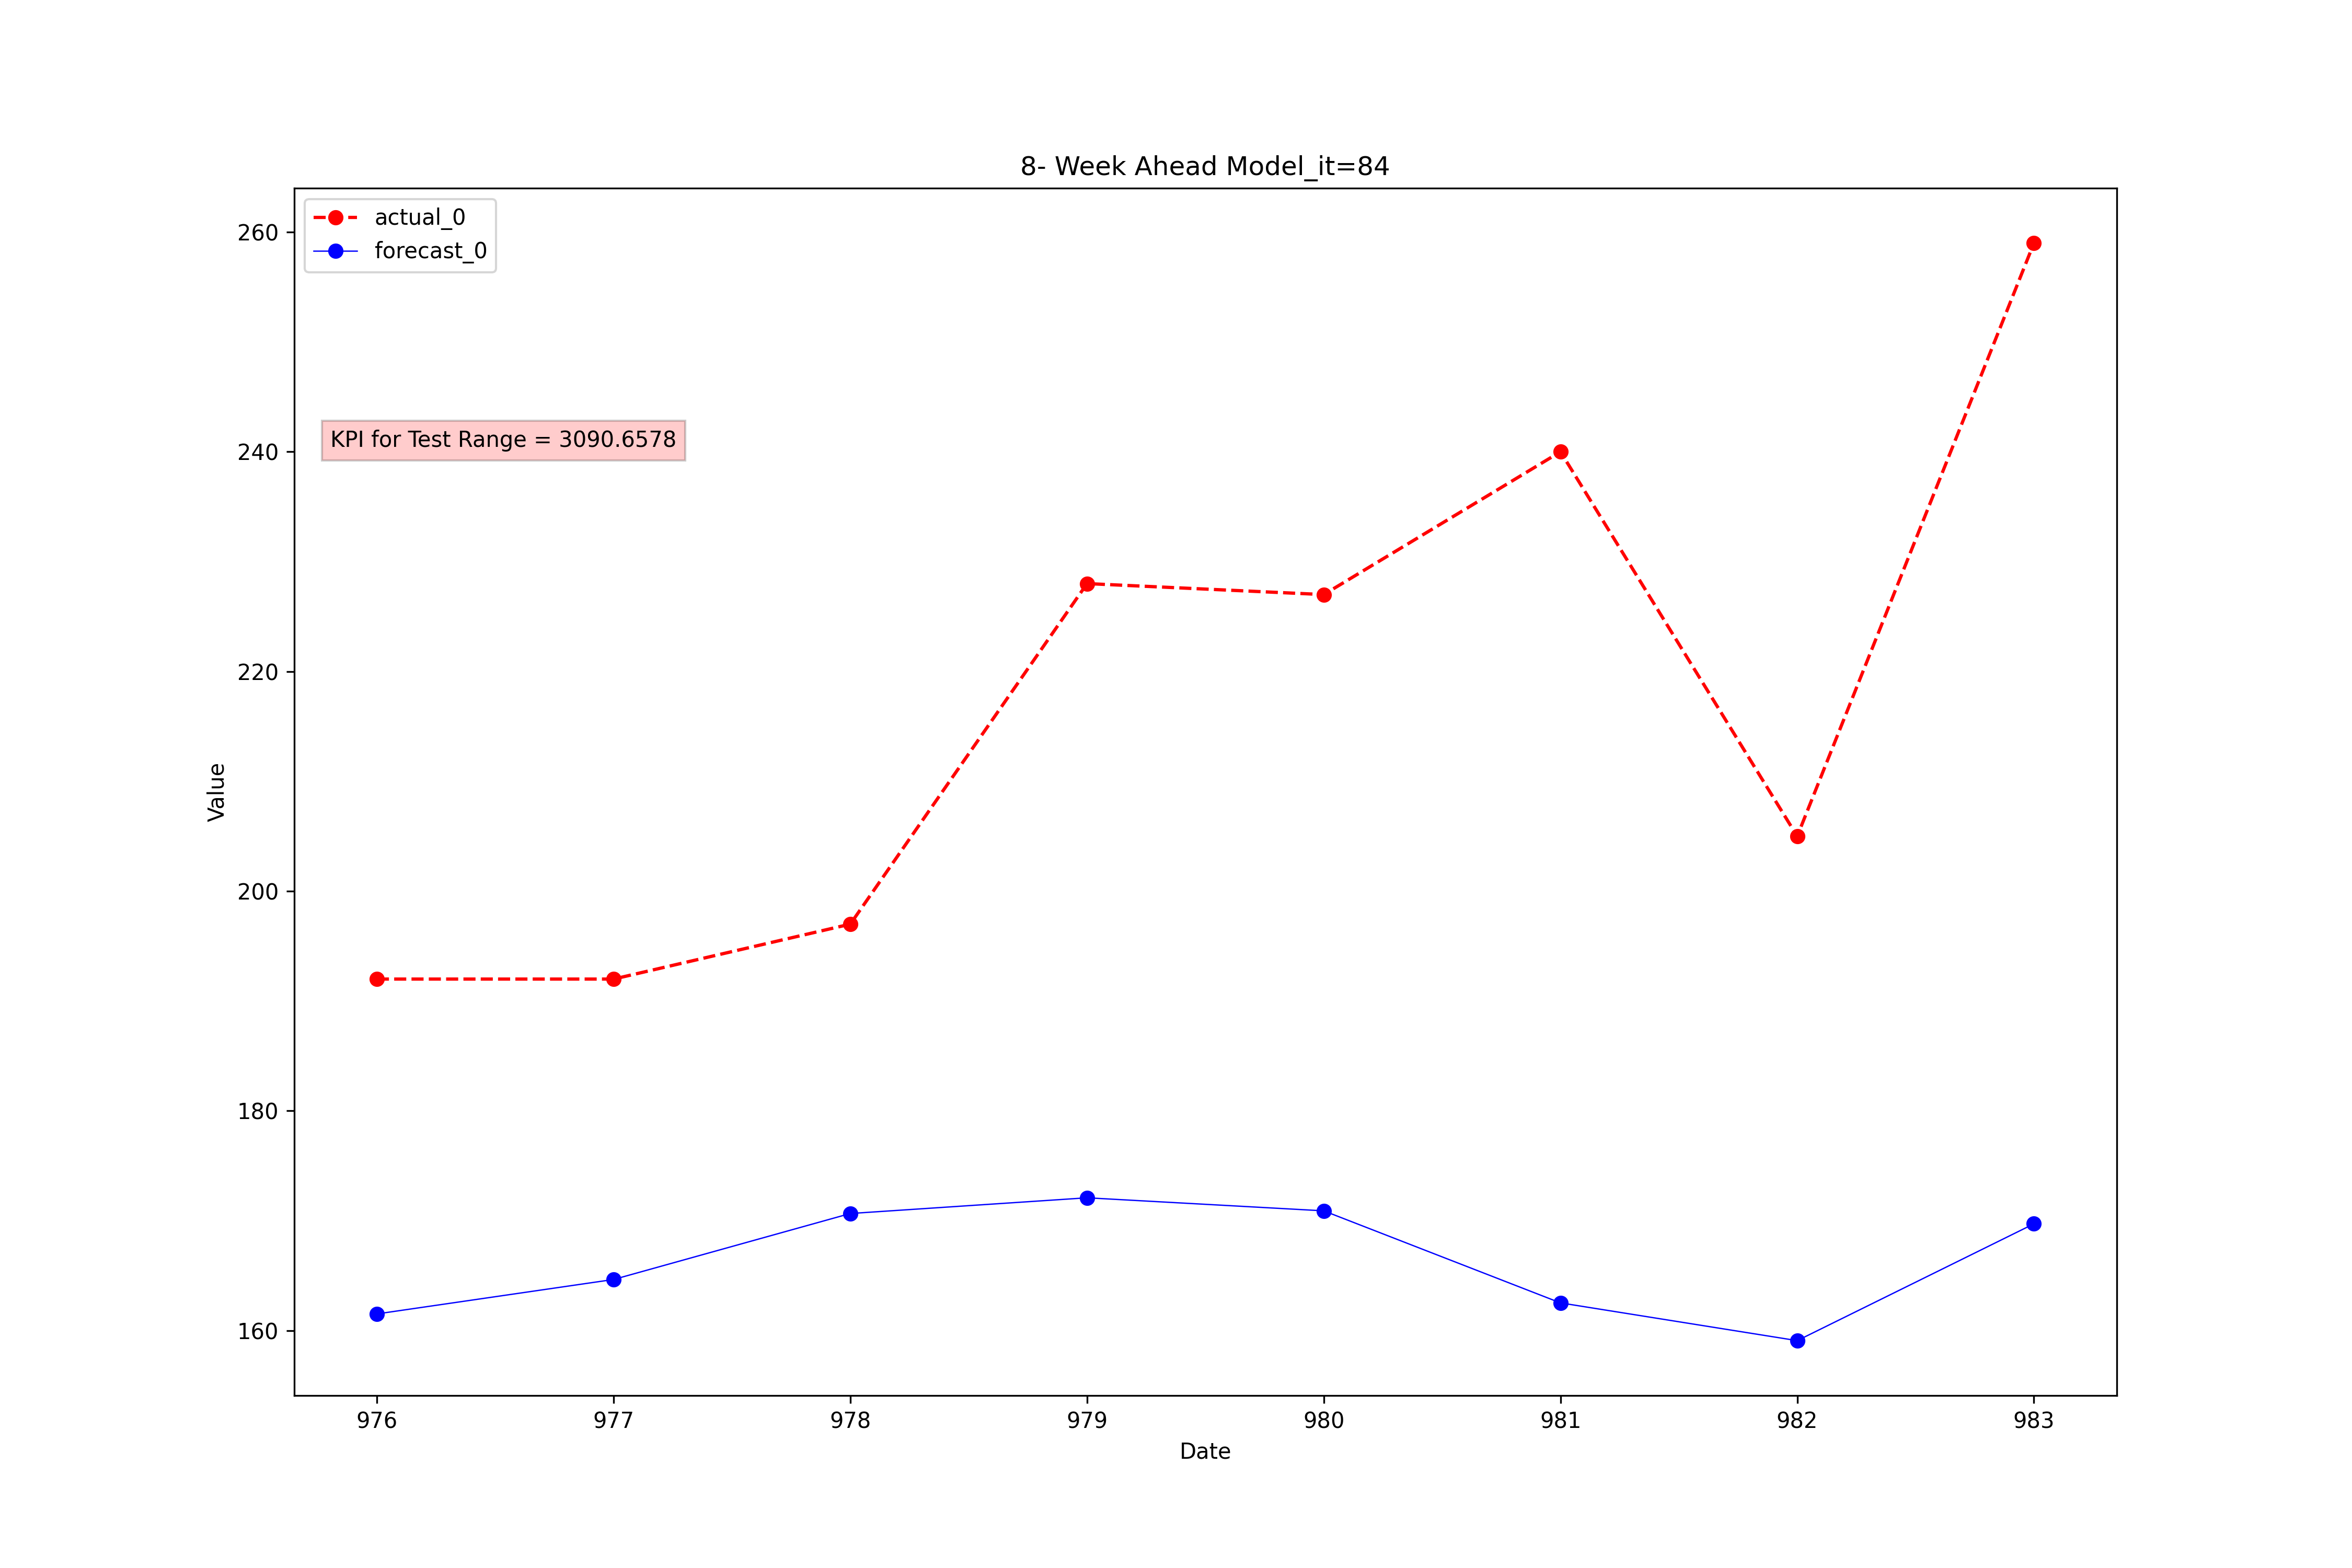 8- Week Ahead Model_it=84
actual_0
forecast_0
KPI for Test Range = 3090.6578
260
240
220
200
180
160
Value
976 977 978 979 980 981 982 983
Date